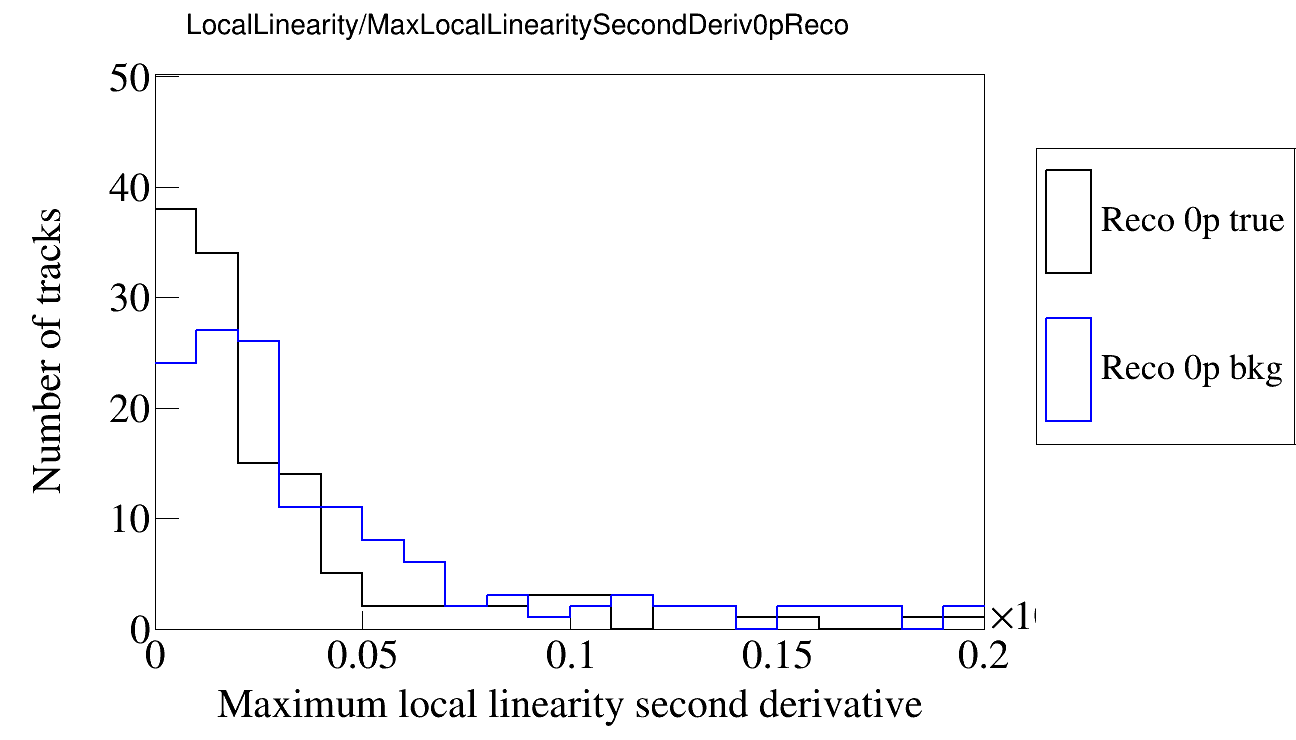 LocalLinearity/MaxLocalLinearitySecondDeriv0pReco
50
40
30
20
10
0
Number of tracks
0 0.05 0.1 0.15 0.2
Maximum local linearity second derivative
Reco 0p true
Reco 0p bkg